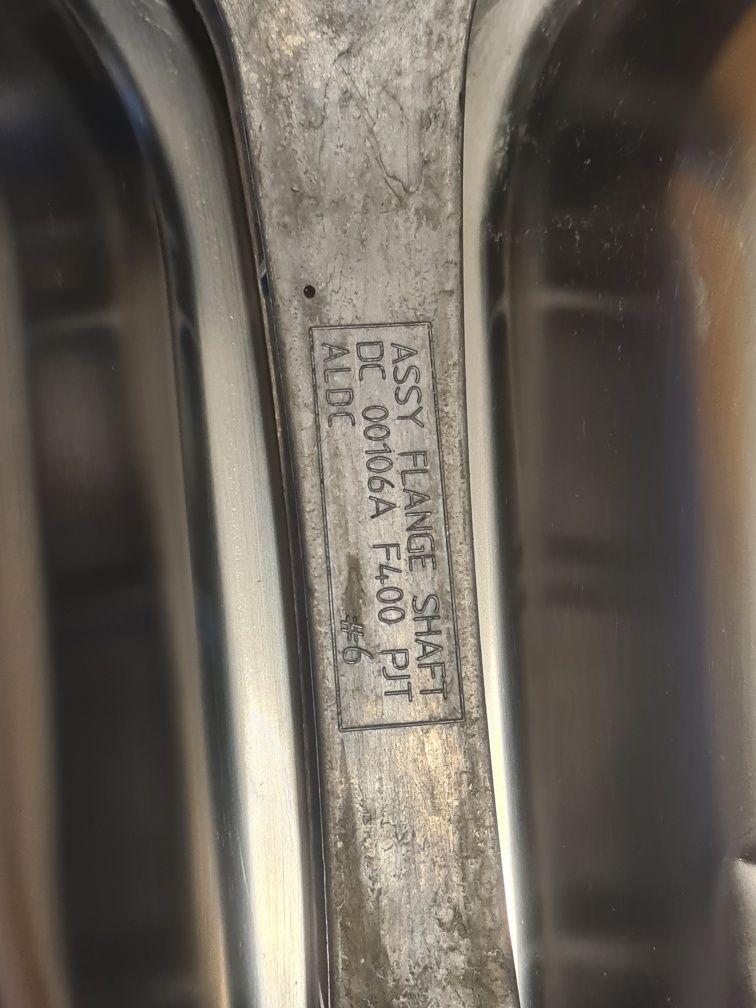 ASSY FLANGE SHAFT
DC 00106A F400 PJT
ALDC #6